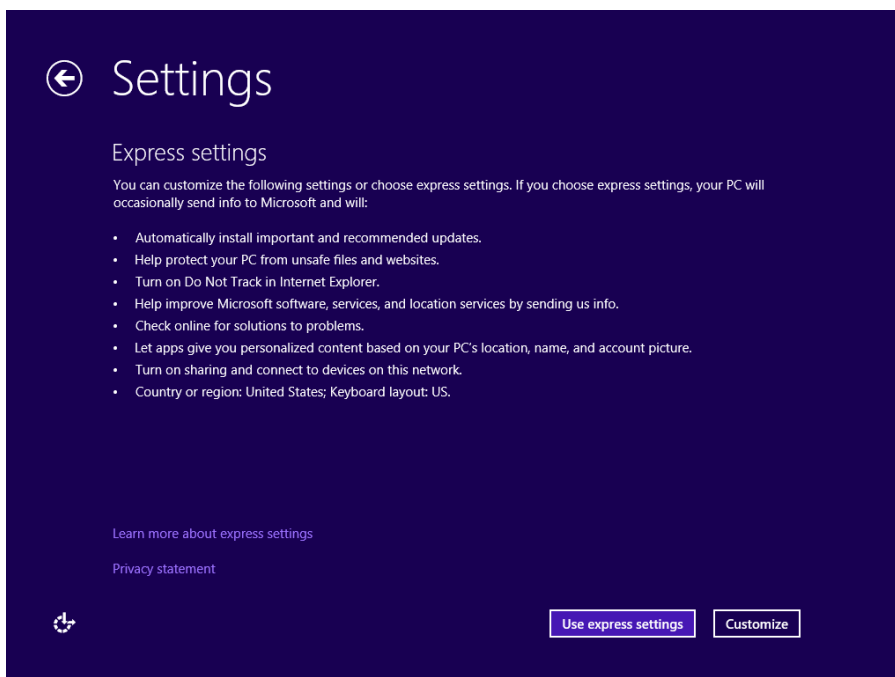 Settings
Express settings
You can customize the following settings or choose express settings. If you choose express settings, your PC will
occasionally send info to Microsoft and will:
• Automatically install important and recommended updates.
• Help protect your PC from unsafe files and websites.
• Turn on Do Not Track in Internet Explorer.
• Help improve Microsoft software, services, and location services by sending us info.
• Check online for solutions to problems.
• Let apps give you personalized content based on your PC's location, name, and account picture.
• Turn on sharing and connect to devices on this network.
• Country or region: United States; Keyboard layout: US.
Learn more about express settings
Privacy statement
Use express settings
Customize